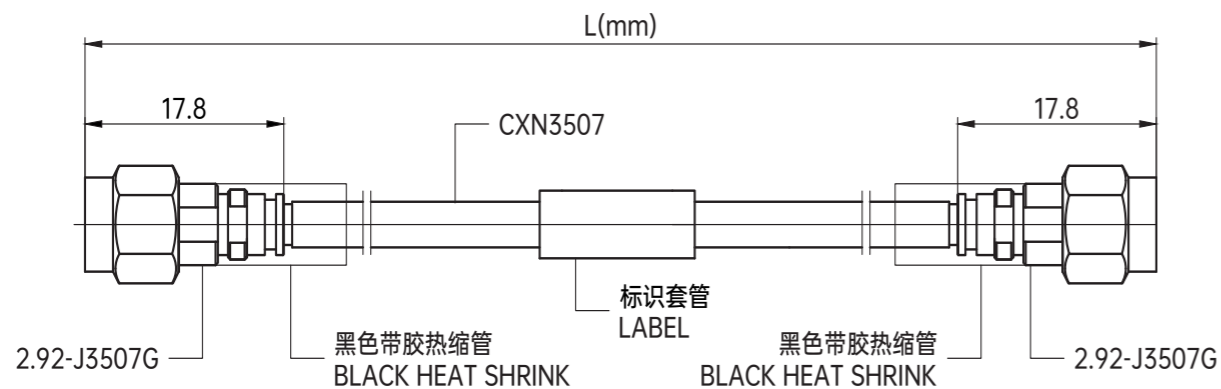 L(mm)
17.8
17.8
CXN3507
标识套管
LABEL
2.92-J3507G
黑色带胶热缩管
BLACK HEAT SHRINK
黑色带胶热缩管
BLACK HEAT SHRINK
2.92-J3507G